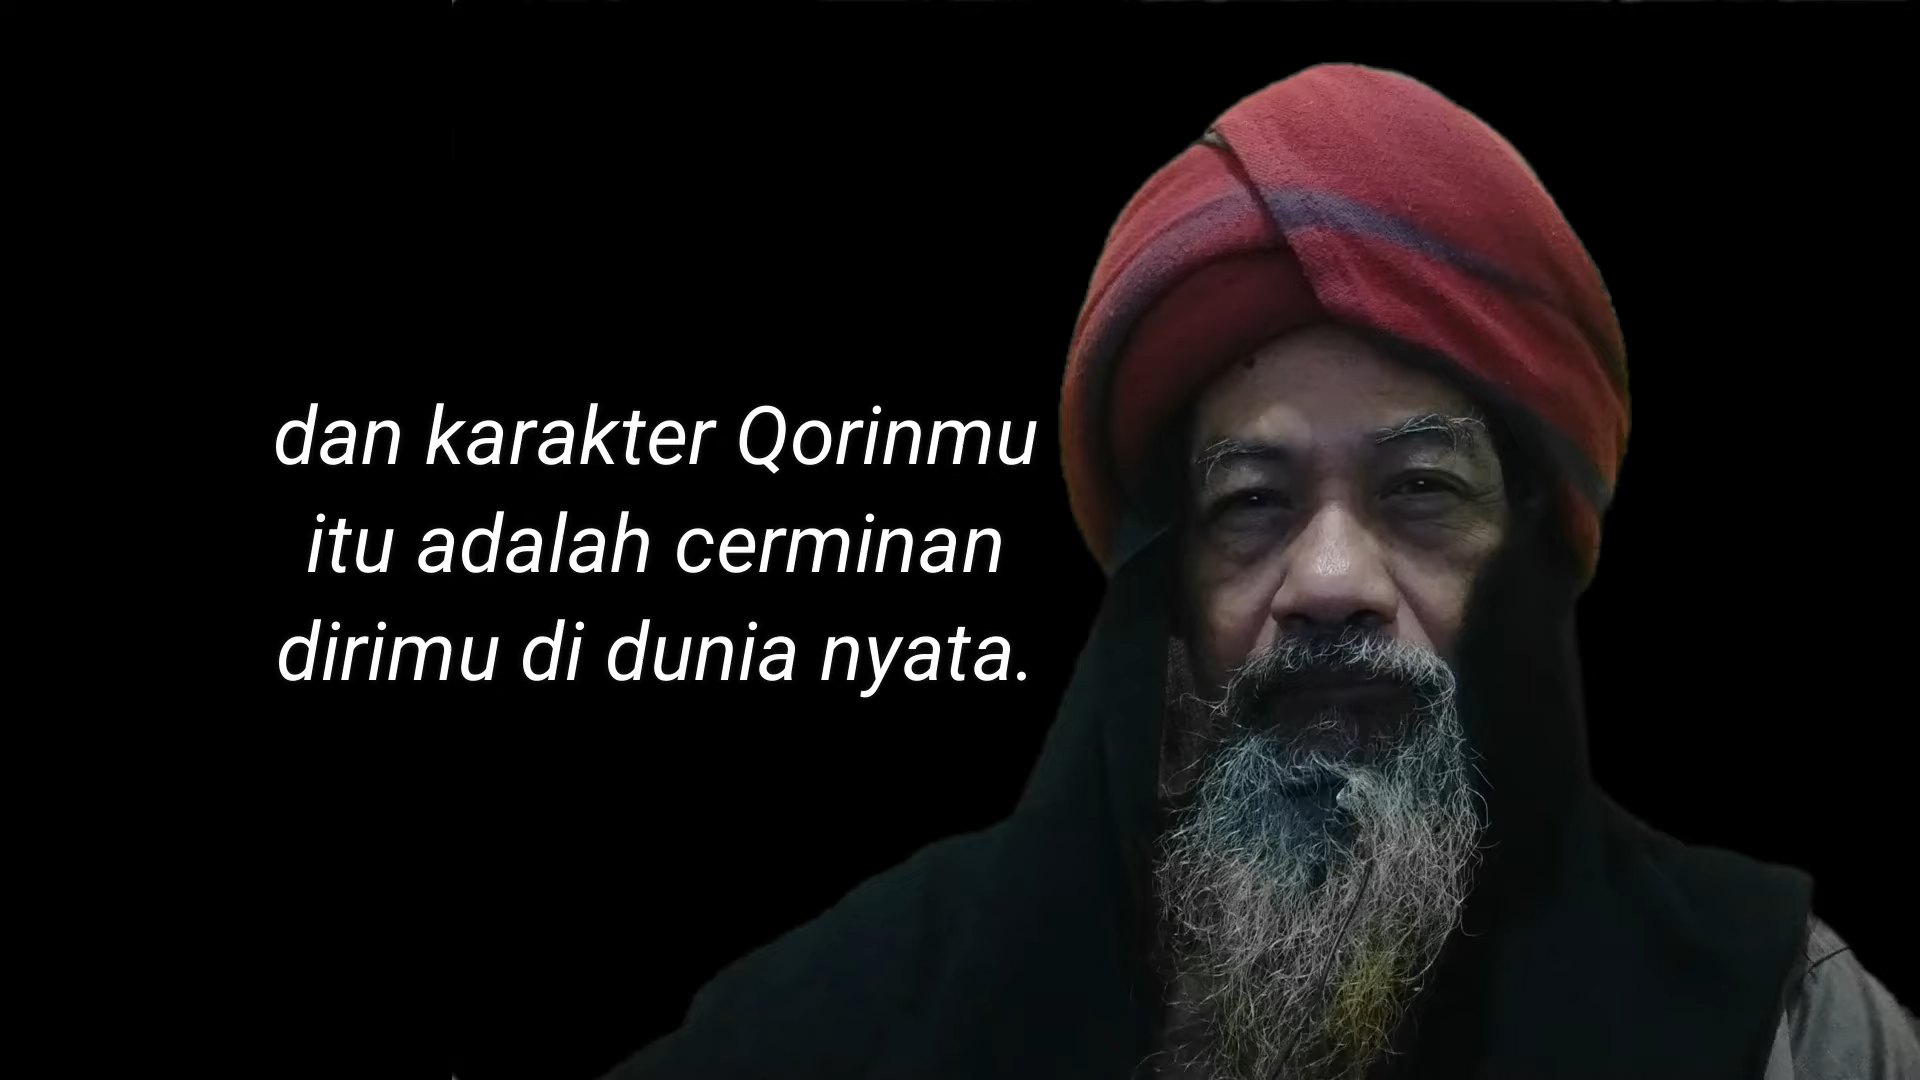 dan karakter Qorinmu
itu adalah cerminan
dirimu di dunia nyata.